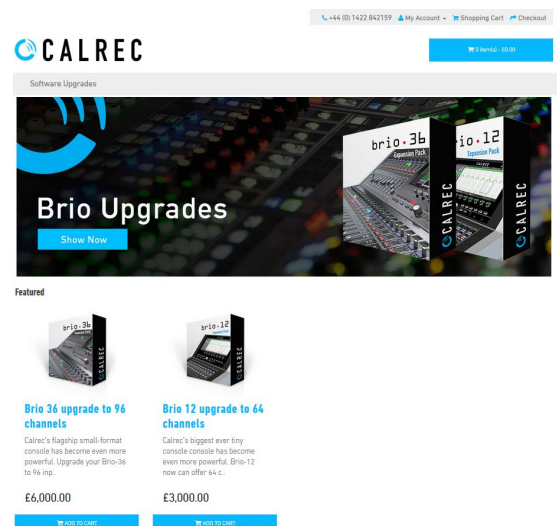 +44 (0) 1422 842159 My Account Shopping Cart Checkout
CALREC
0 item(s) - £0.00
Software Upgrades
brio.36
Expansion Pack
io.12
Expansion Pack
CALREC
CALREC
CALREC
Brio Upgrades
Show Now
Featured
brio.36
CALREC
brio.12
CALREC
Brio 36 upgrade to 96
channels
Calrec's flagship small-format
console has become even more
powerful. Upgrade your Brio-36
to 96 inp..
£6,000.00
ADD TO CART
Brio 12 upgrade to 64
channels
Calrec's biggest ever tiny
console console has become
even more powerful. Brio-12
now can offer 64 c..
£3,000.00
ADD TO CART